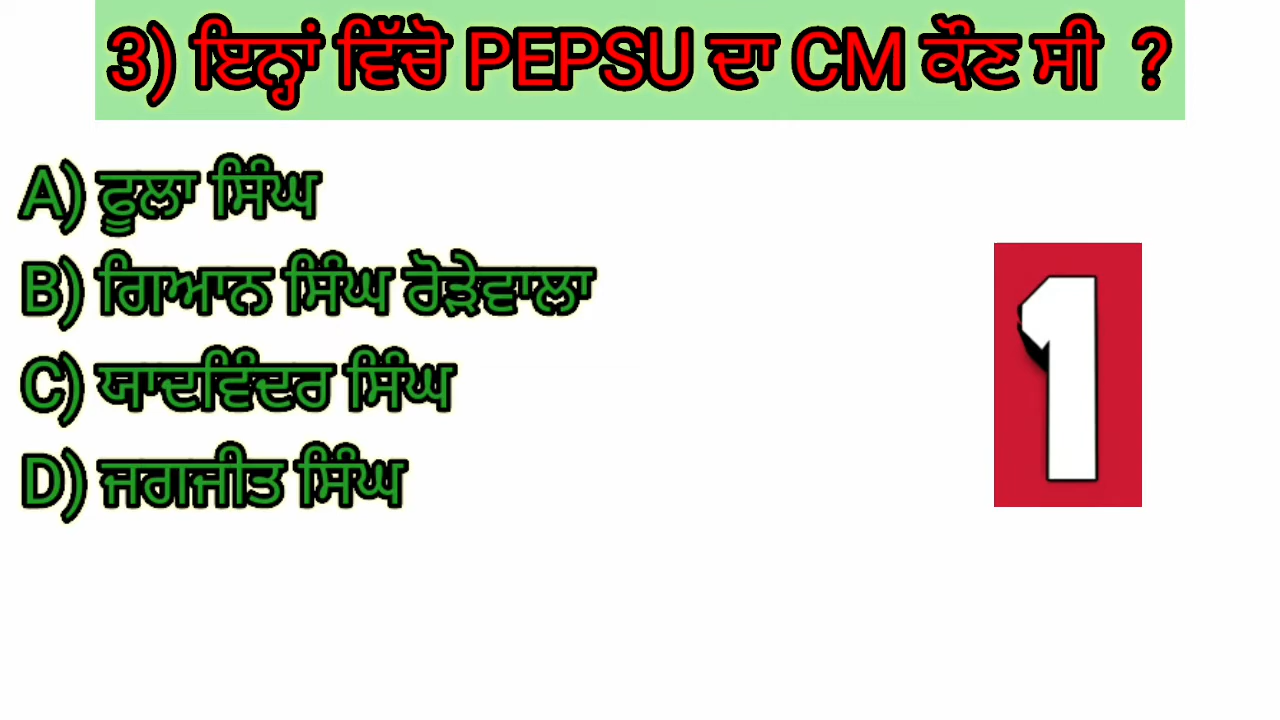 3) ਇਨ੍ਹਾਂ ਵਿੱਚੋ PEPSU ਦਾ CM ਕੌਣ ਸੀ ?
A) ਫੂਲਾ ਸਿੰਘ
B) ਗਿਆਨ ਸਿੰਘ ਰੋੜੇਵਾਲਾ
C) ਯਾਦਵਿੰਦਰ ਸਿੰਘ
D) ਜਗਜੀਤ ਸਿੰਘ
1